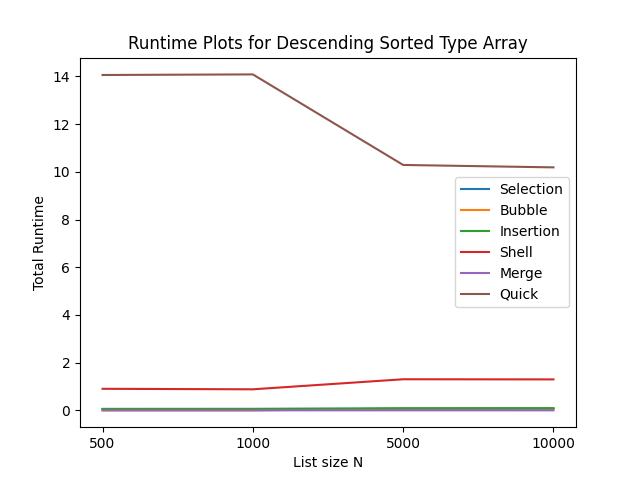 Runtime Plots for Descending Sorted Type Array
Total Runtime
14
12
10
8
6
4
2
0
Selection
Bubble
Insertion
Shell
Merge
Quick
500 1000 5000 10000
List size N